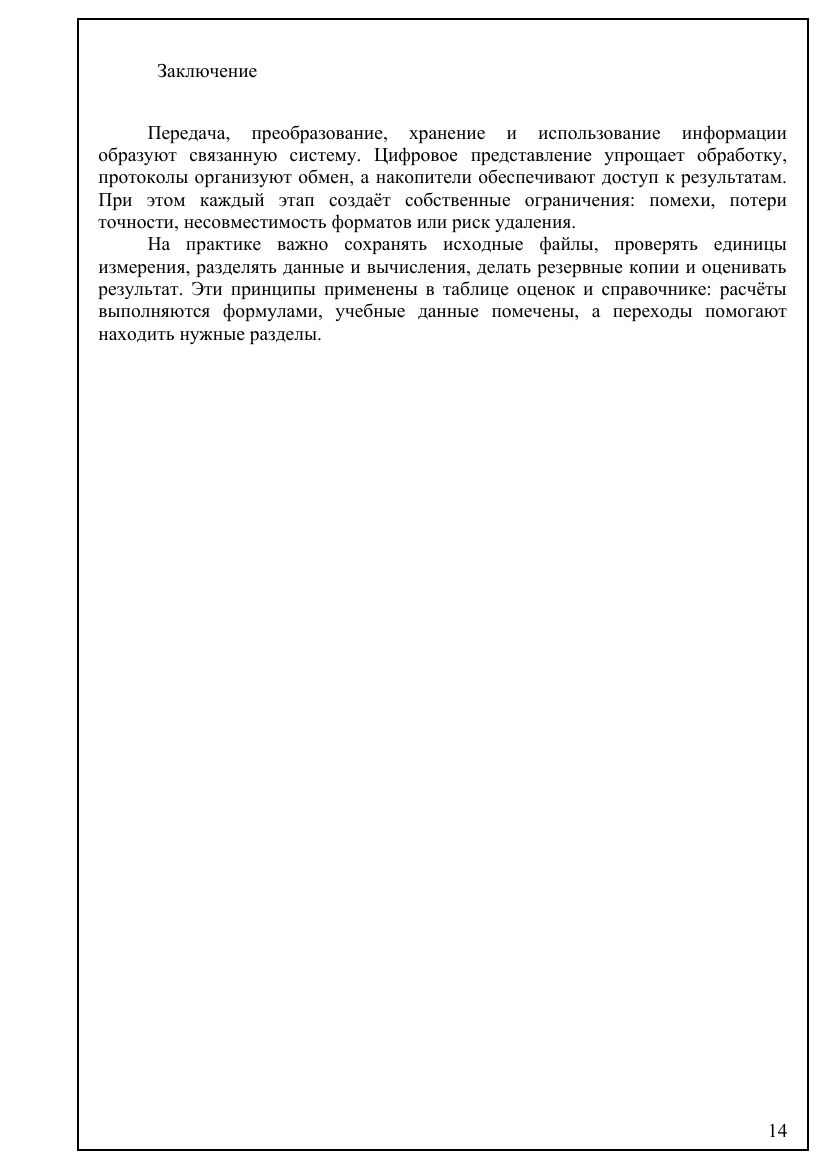 Заключение
Передача, преобразование, хранение и использование информации
образуют связанную систему. Цифровое представление упрощает обработку,
протоколы организуют обмен, а накопители обеспечивают доступ к результатам.
При этом каждый этап создаёт собственные ограничения: помехи, потери
точности, несовместимость форматов или риск удаления.
На практике важно сохранять исходные файлы, проверять единицы
измерения, разделять данные и вычисления, делать резервные копии и оценивать
результат. Эти принципы применены в таблице оценок и справочнике: расчёты
выполняются формулами, учебные данные помечены, а переходы помогают
находить нужные разделы.
14